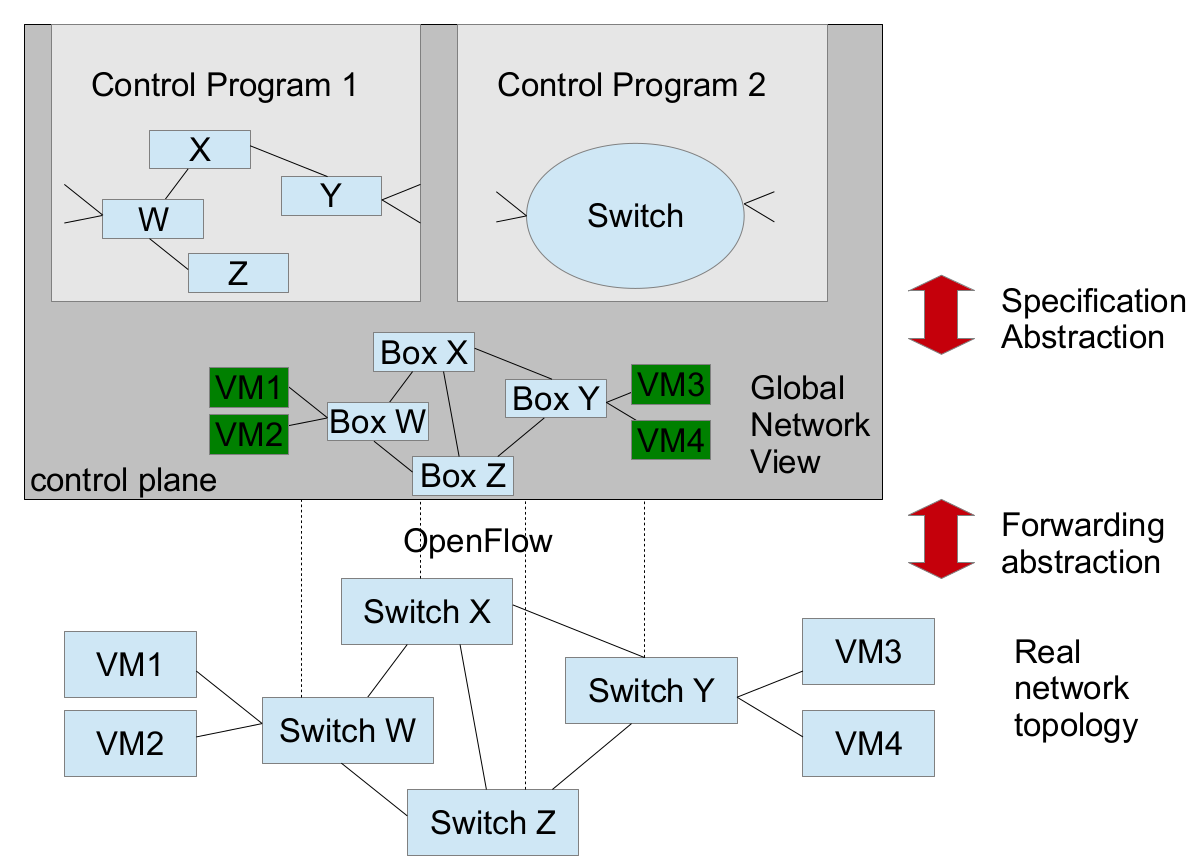 Control Program 1
X
Y
W
Z
Control Program 2
Switch
Specification
Abstraction
Box X
VM1
Box Y
VM3
Box W
VM2
VM4
Box Z
Global
Network
View
control plane
OpenFlow
Forwarding
abstraction
Switch X
VM1
VM2
Switch W
Switch Y
VM3
VM4
Switch Z
Real
network
topology